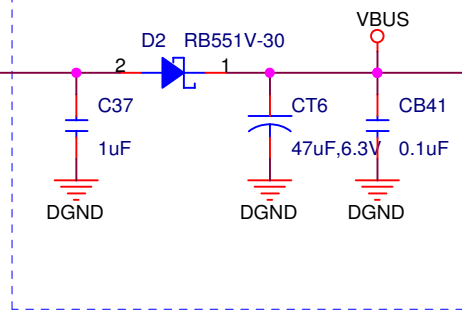 VBUS
D2 RB551V-30
2 1
C37 CT6 CB41
1uF 47uF,6.3V 0.1uF
DGND DGND DGND